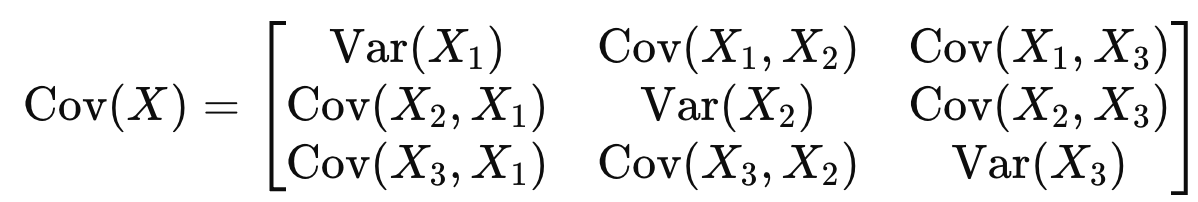 Var(X₁) Cov(X₁, X₂) Cov(X₁, X₃)
Cov(X) = Cov(X₂, X₁) Var(X₂) Cov(X₂, X₃)
Cov(X₃, X₁) Cov(X₃, X₂) Var(X₃)